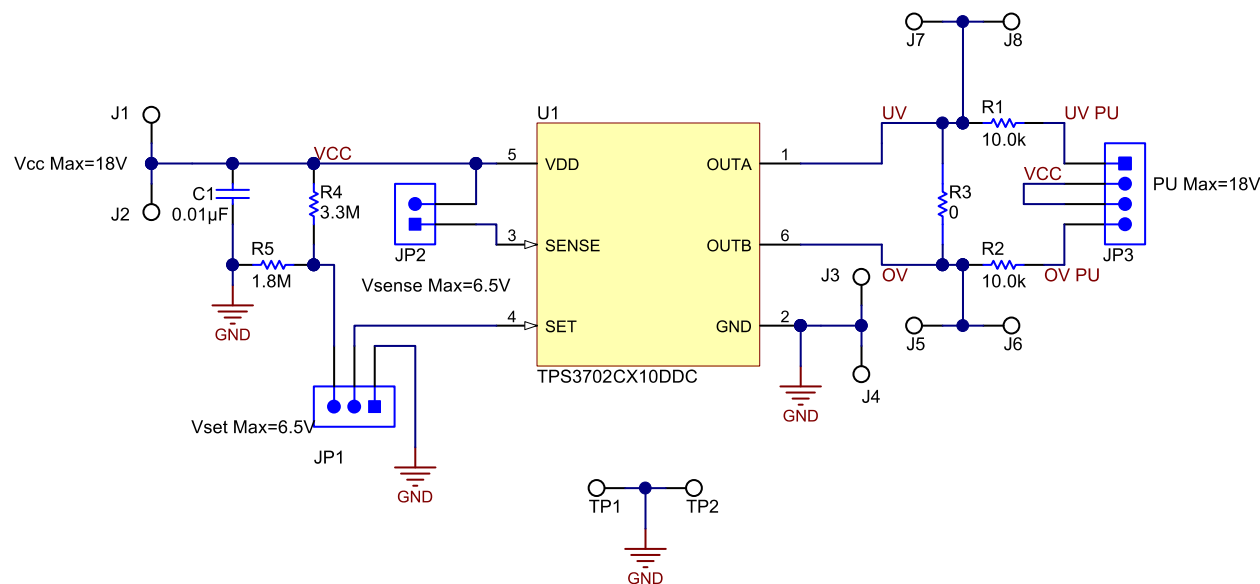 J7
J8
J1
U1
UV
R1
UV PU
10.0k
Vcc Max=18V
VCC
5
VDD
OUTA
1
VCC
PU Max=18V
C1
0.01µF
R4
3.3M
R3
0
J2
R5
1.8M
JP2
3
SENSE
OUTB
6
OV
R2
10.0k
OV PU
JP3
Vsense Max=6.5V
J3
GND
4
SET
GND
2
J5
J6
TPS3702CX10DDC
J4
GND
Vset Max=6.5V
JP1
GND
TP1
TP2
GND